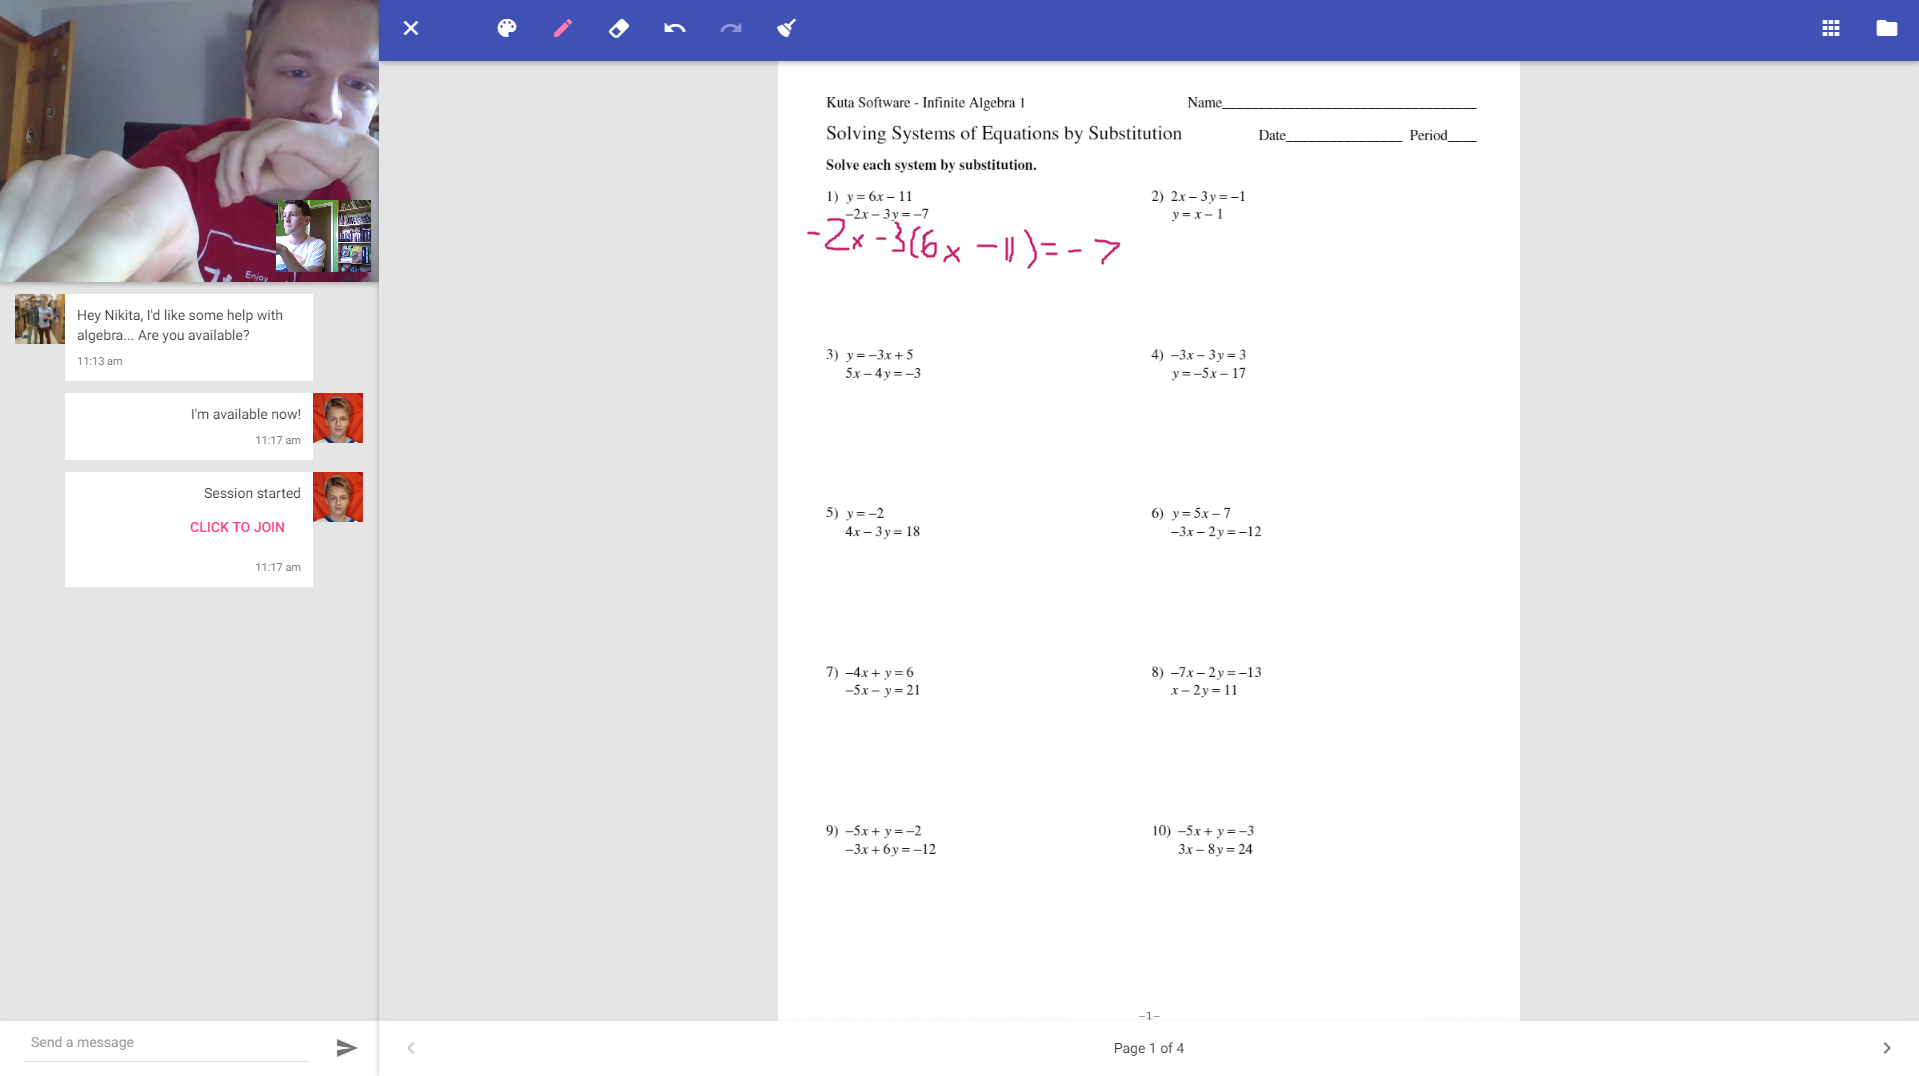 Enjoy
Hey Nikita, I'd like some help with
algebra... Are you available?
11:13 am
I'm available now!
11:17 am
Session started
CLICK TO JOIN
11:17 am
Send a message
Kuta Software - Infinite Algebra 1
Name___________________________________
Solving Systems of Equations by Substitution
Date________________ Period____
Solve each system by substitution.
1) y = 6x − 11
−2x − 3y = −7
-2x -3(6x - 11) = - 7
2) 2x − 3y = −1
y = x − 1
3) y = −3x + 5
5x − 4y = −3
4) −3x − 3y = 3
y = −5x − 17
5) y = −2
4x − 3y = 18
6) y = 5x − 7
−3x − 2y = −12
7) −4x + y = 6
−5x − y = 21
8) −7x − 2y = −13
x − 2y = 11
9) −5x + y = −2
−3x + 6y = −12
10) −5x + y = −3
3x − 8y = 24
-1-
Page 1 of 4